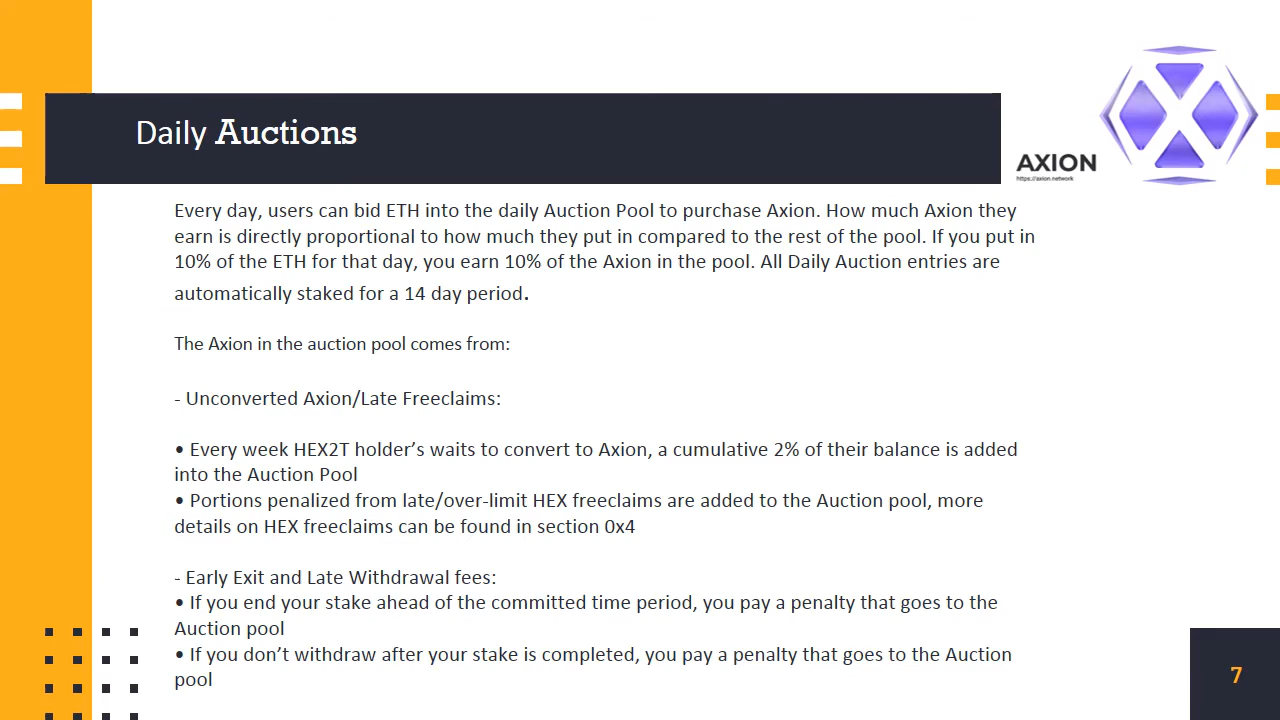 Daily Auctions
AXION
https://axion.network
Every day, users can bid ETH into the daily Auction Pool to purchase Axion. How much Axion they
earn is directly proportional to how much they put in compared to the rest of the pool. If you put in
10% of the ETH for that day, you earn 10% of the Axion in the pool. All Daily Auction entries are
automatically staked for a 14 day period.
The Axion in the auction pool comes from:
- Unconverted Axion/Late Freeclaims:
• Every week HEX2T holder’s waits to convert to Axion, a cumulative 2% of their balance is added
into the Auction Pool
• Portions penalized from late/over-limit HEX freeclaims are added to the Auction pool, more
details on HEX freeclaims can be found in section 0x4
- Early Exit and Late Withdrawal fees:
• If you end your stake ahead of the committed time period, you pay a penalty that goes to the
Auction pool
• If you don’t withdraw after your stake is completed, you pay a penalty that goes to the Auction
pool
7